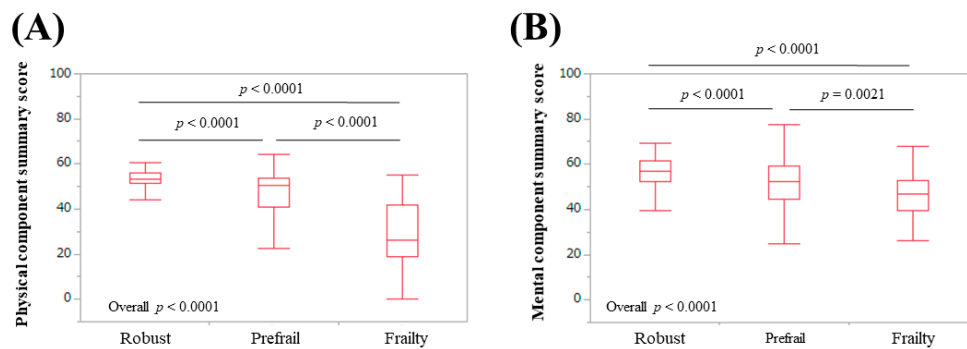 (A)
Physical component summary score
100
80
60
40
20
0
p < 0.0001
p < 0.0001
p < 0.0001
Overall p < 0.0001
Robust
Prefrail
Frailty
(B)
Mental component summary score
100
80
60
40
20
0
p < 0.0001
p < 0.0001
p = 0.0021
Overall p < 0.0001
Robust
Prefrail
Frailty